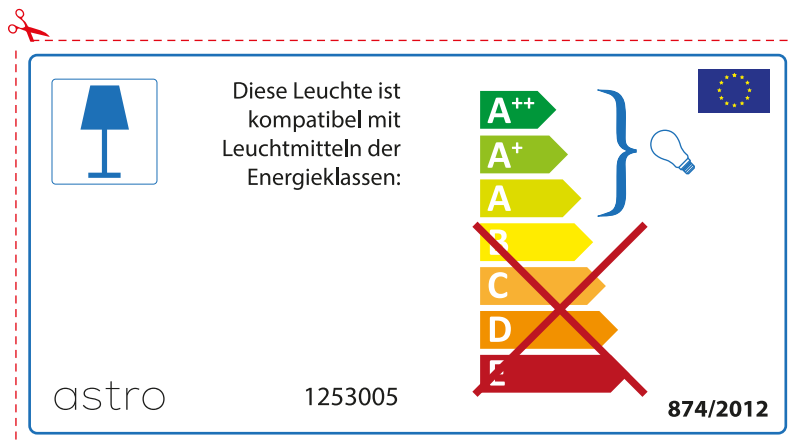 Diese Leuchte ist
kompatibel mit
Leuchtmitteln der
Energieklassen:
A++
A+
A
B
C
D
E
astro
1253005
874/2012